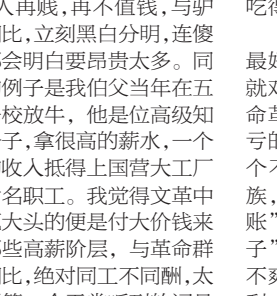 人再贱,再不值钱,与驴
比,立刻黑白分明,连傻
会明白要昂贵太多。同
例子是我伯父当年在五
校放牛，他是位高级知
子,拿很高的薪水,一个
收入抵得上国营大工厂
名职工。我觉得文革中
大头的便是付大价钱来
些高薪阶层，与革命群
比,绝对同工不同酬,太
吃得
最好
就对
命革
亏的
个不
族，
账”
子”